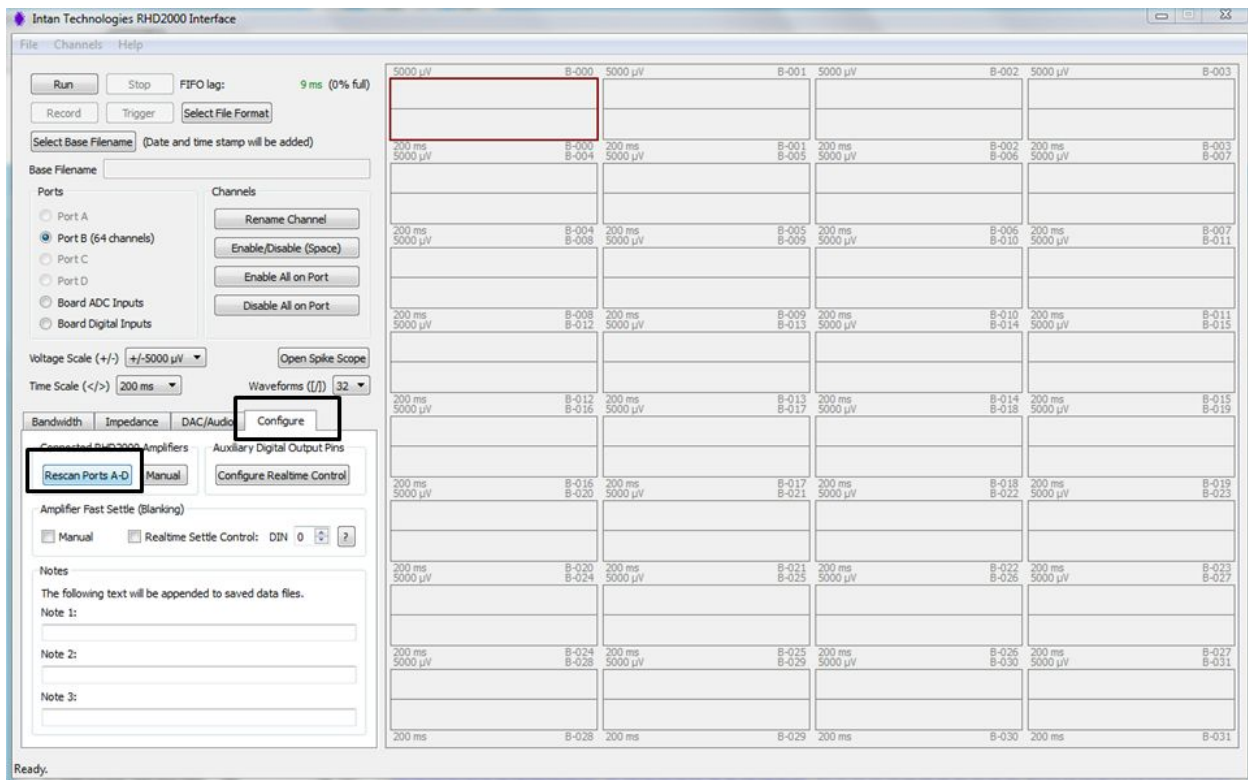 Intan Technologies RHD2000 Interface
File Channels Help
Run Stop FIFO lag: 9 ms (0% full)
Record Trigger Select File Format
Select Base Filename (Date and time stamp will be added)
Base Filename
Ports Channels
Port A Rename Channel
Port B (64 channels) Enable/Disable (Space)
Port C
Port D Enable All on Port
Board ADC Inputs Disable All on Port
Board Digital Inputs
Voltage Scale (+/-) +/-5000 µV Open Spike Scope
Time Scale (</>) 200 ms Waveforms ([/]) 32
Bandwidth Impedance DAC/Audio Configure
Connected RHD2000 Amplifiers Auxiliary Digital Output Pins
Rescan Ports A-D Manual Configure Realtime Control
Amplifier Fast Settle (Blanking)
Manual Realtime Settle Control: DIN 0 ?
Notes
The following text will be appended to saved data files.
Note 1:
Note 2:
Note 3:
5000 µV B-000 5000 µV B-001 5000 µV B-002 5000 µV B-003
200 ms B-000 200 ms B-001 200 ms B-002 200 ms B-003
5000 µV B-004 5000 µV B-005 5000 µV B-006 5000 µV B-007
200 ms B-004 200 ms B-005 200 ms B-006 200 ms B-007
5000 µV B-008 5000 µV B-009 5000 µV B-010 5000 µV B-011
200 ms B-008 200 ms B-009 200 ms B-010 200 ms B-011
5000 µV B-012 5000 µV B-013 5000 µV B-014 5000 µV B-015
200 ms B-012 200 ms B-013 200 ms B-014 200 ms B-015
5000 µV B-016 5000 µV B-017 5000 µV B-018 5000 µV B-019
200 ms B-016 200 ms B-017 200 ms B-018 200 ms B-019
5000 µV B-020 5000 µV B-021 5000 µV B-022 5000 µV B-023
200 ms B-020 200 ms B-021 200 ms B-022 200 ms B-023
5000 µV B-024 5000 µV B-025 5000 µV B-026 5000 µV B-027
200 ms B-024 200 ms B-025 200 ms B-026 200 ms B-027
5000 µV B-028 5000 µV B-029 5000 µV B-030 5000 µV B-031
200 ms B-028 200 ms B-029 200 ms B-030 200 ms B-031
Ready.